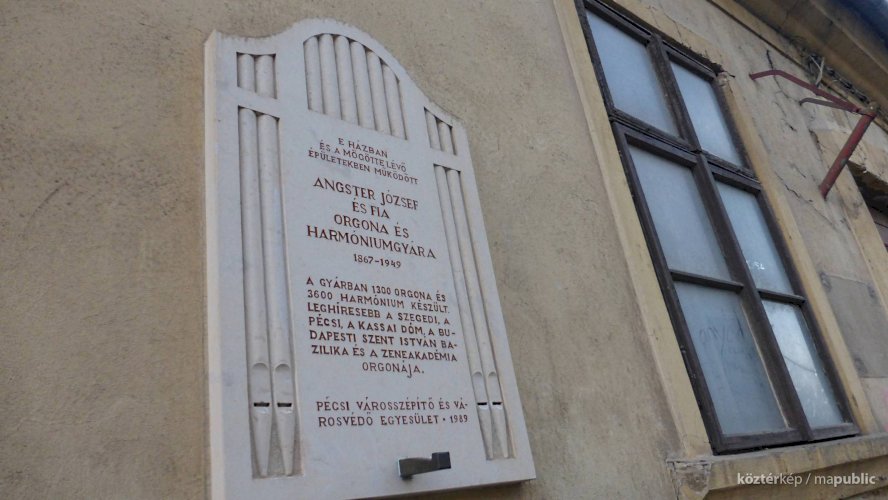 E HÁZBAN
ÉS A MÖGÖTTE LÉVŐ
ÉPÜLETEKBEN MŰKÖDÖTT
ANGSTER JÓZSEF
ÉS FIA
ORGONA ÉS
HARMÓNIUMGYÁRA
1867-1949
A GYÁRBAN 1300 ORGONA ÉS
3600 HARMÓNIUM KÉSZÜLT.
LEGHÍRESEBB A SZEGEDI, A
PÉCSI, A KASSAI DÓM, A BU-
DAPESTI SZENT ISTVÁN BA-
ZILIKA ÉS A ZENEAKADÉMIA
ORGONÁJA.
PÉCSI VÁROSSZÉPÍTŐ ÉS VÁ-
ROSVÉDŐ EGYESÜLET • 1989
köztérkép / mapublic